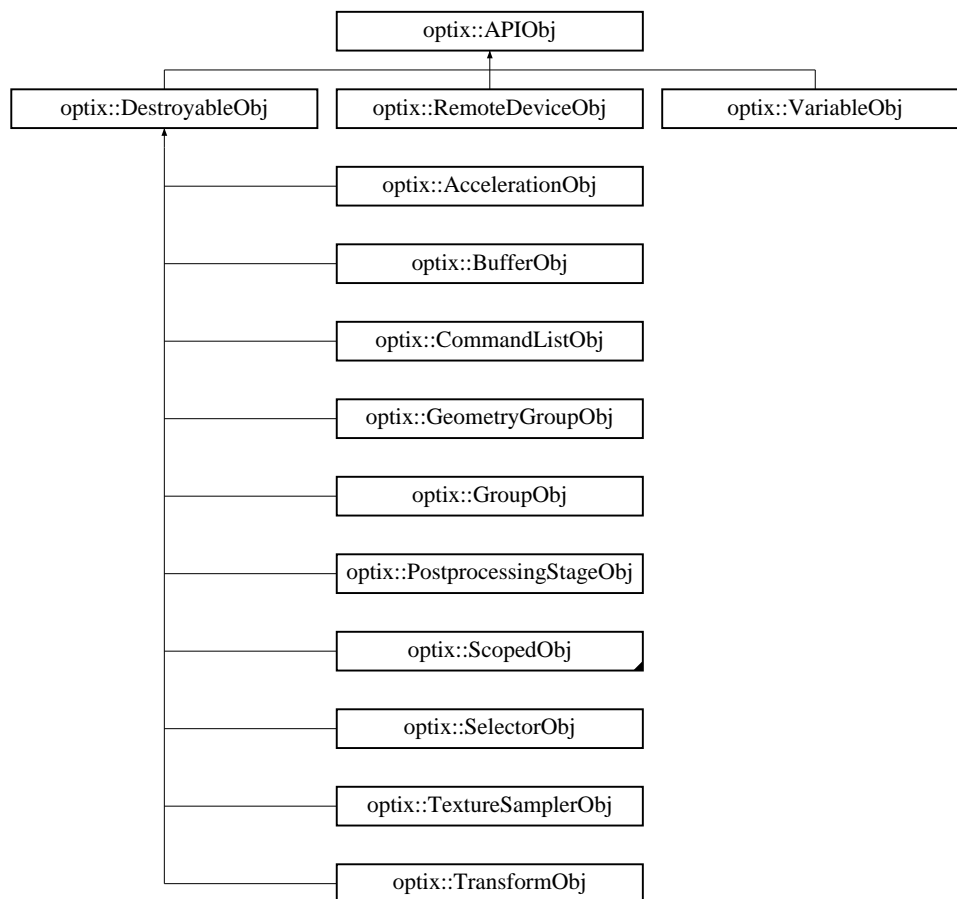 optix::APIObj
optix::DestroyableObj
optix::RemoteDeviceObj
optix::VariableObj
optix::AccelerationObj
optix::BufferObj
optix::CommandListObj
optix::GeometryGroupObj
optix::GroupObj
optix::PostprocessingStageObj
optix::ScopedObj
optix::SelectorObj
optix::TextureSamplerObj
optix::TransformObj